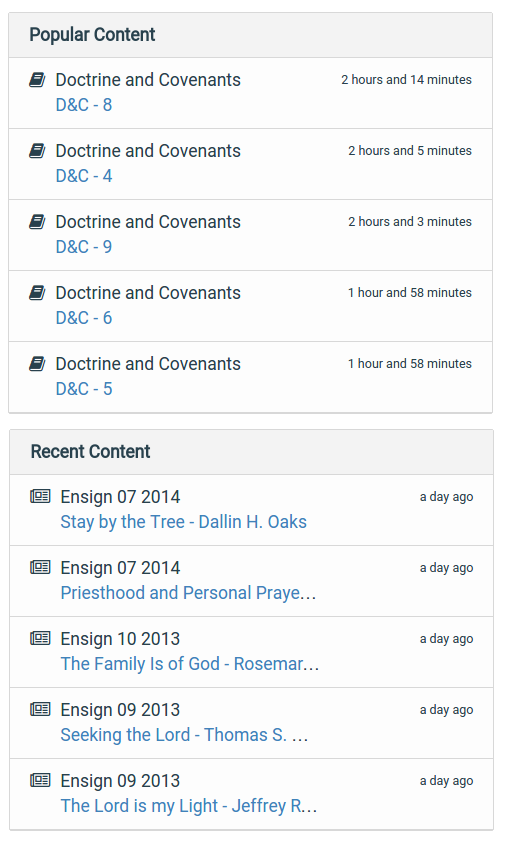 Popular Content
Doctrine and Covenants 2 hours and 14 minutes
D&C - 8
Doctrine and Covenants 2 hours and 5 minutes
D&C - 4
Doctrine and Covenants 2 hours and 3 minutes
D&C - 9
Doctrine and Covenants 1 hour and 58 minutes
D&C - 6
Doctrine and Covenants 1 hour and 58 minutes
D&C - 5
Recent Content
Ensign 07 2014 a day ago
Stay by the Tree - Dallin H. Oaks
Ensign 07 2014 a day ago
Priesthood and Personal Praye...
Ensign 10 2013 a day ago
The Family Is of God - Rosemar...
Ensign 09 2013 a day ago
Seeking the Lord - Thomas S. ...
Ensign 09 2013 a day ago
The Lord is my Light - Jeffrey R...